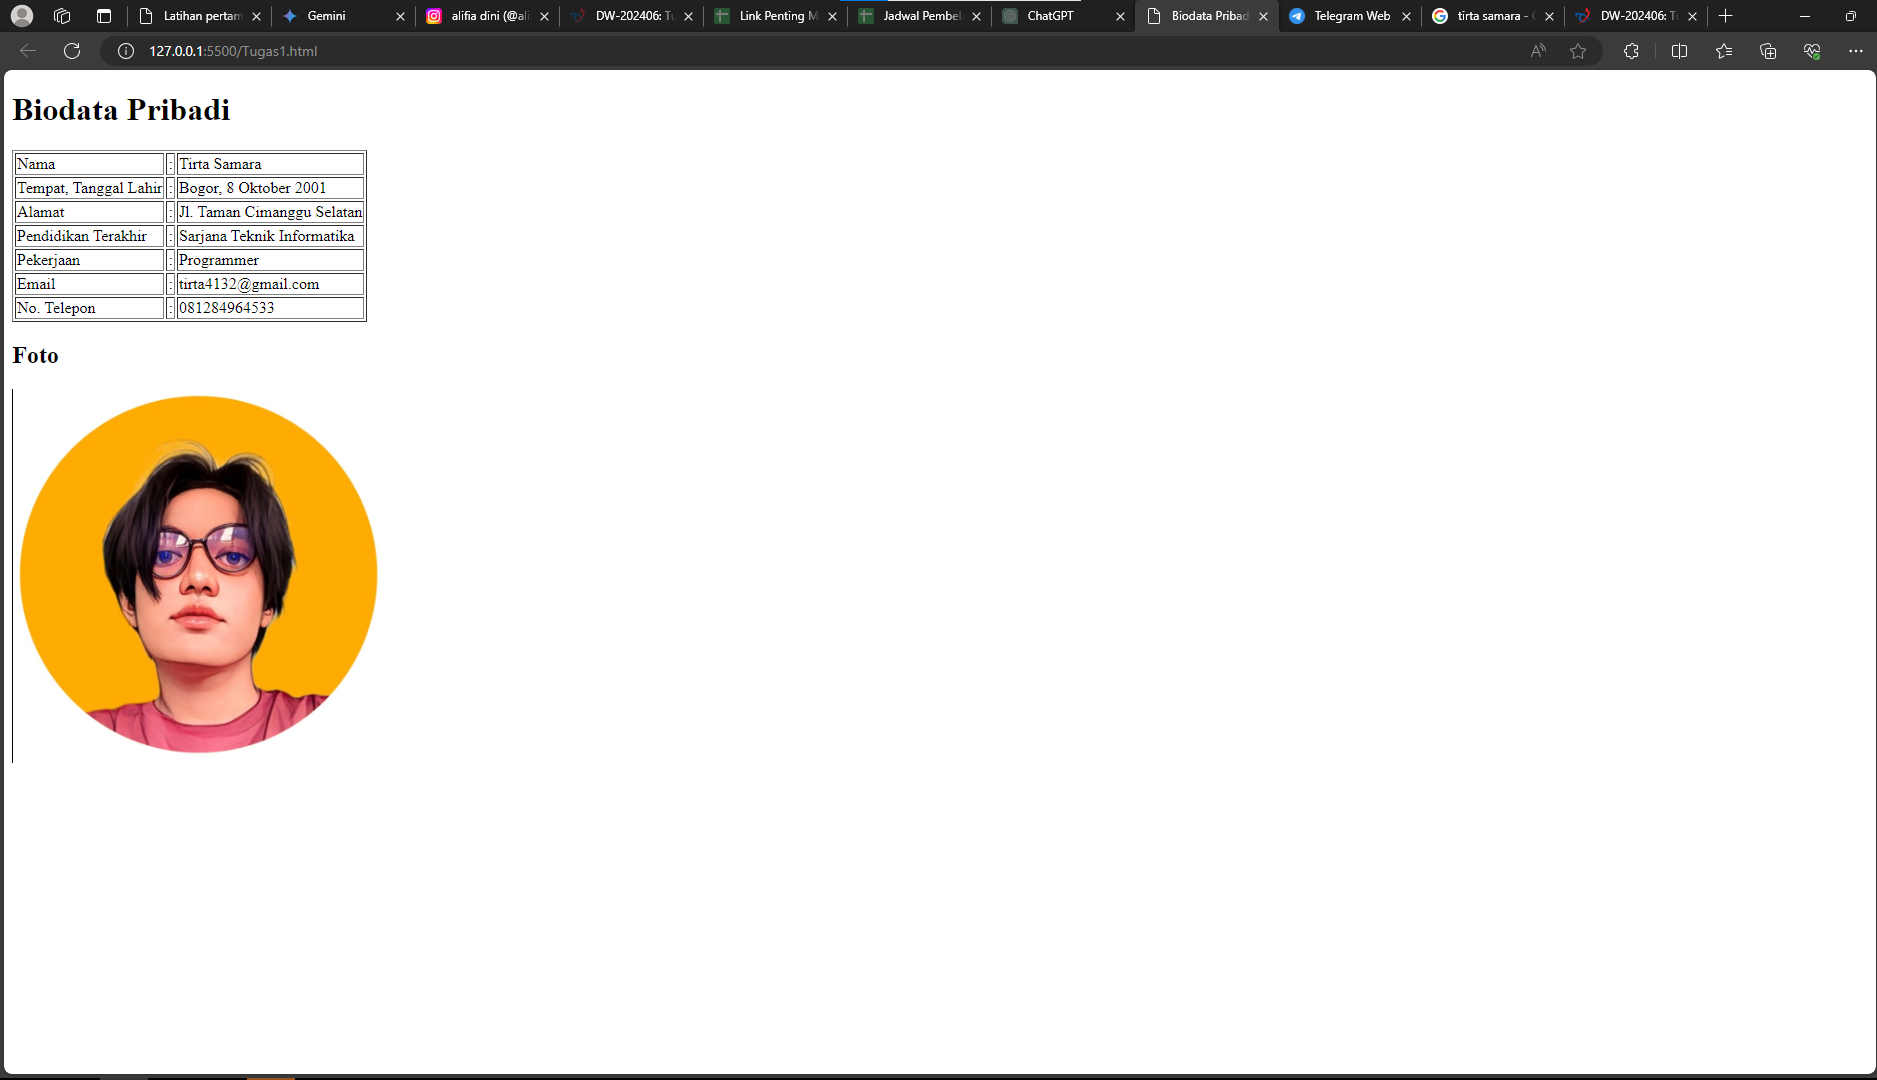 Latihan pertam
Gemini
alifia dini (@ali
DW-202406: Tu
Link Penting M
Jadwal Pembel
ChatGPT
Biodata Pribad
Telegram Web
tirta samara -
DW-202406: Tu
127.0.0.1:5500/Tugas1.html
Biodata Pribadi
Nama : Tirta Samara
Tempat, Tanggal Lahir : Bogor, 8 Oktober 2001
Alamat : Jl. Taman Cimanggu Selatan
Pendidikan Terakhir : Sarjana Teknik Informatika
Pekerjaan : Programmer
Email : tirta4132@gmail.com
No. Telepon : 081284964533
Foto